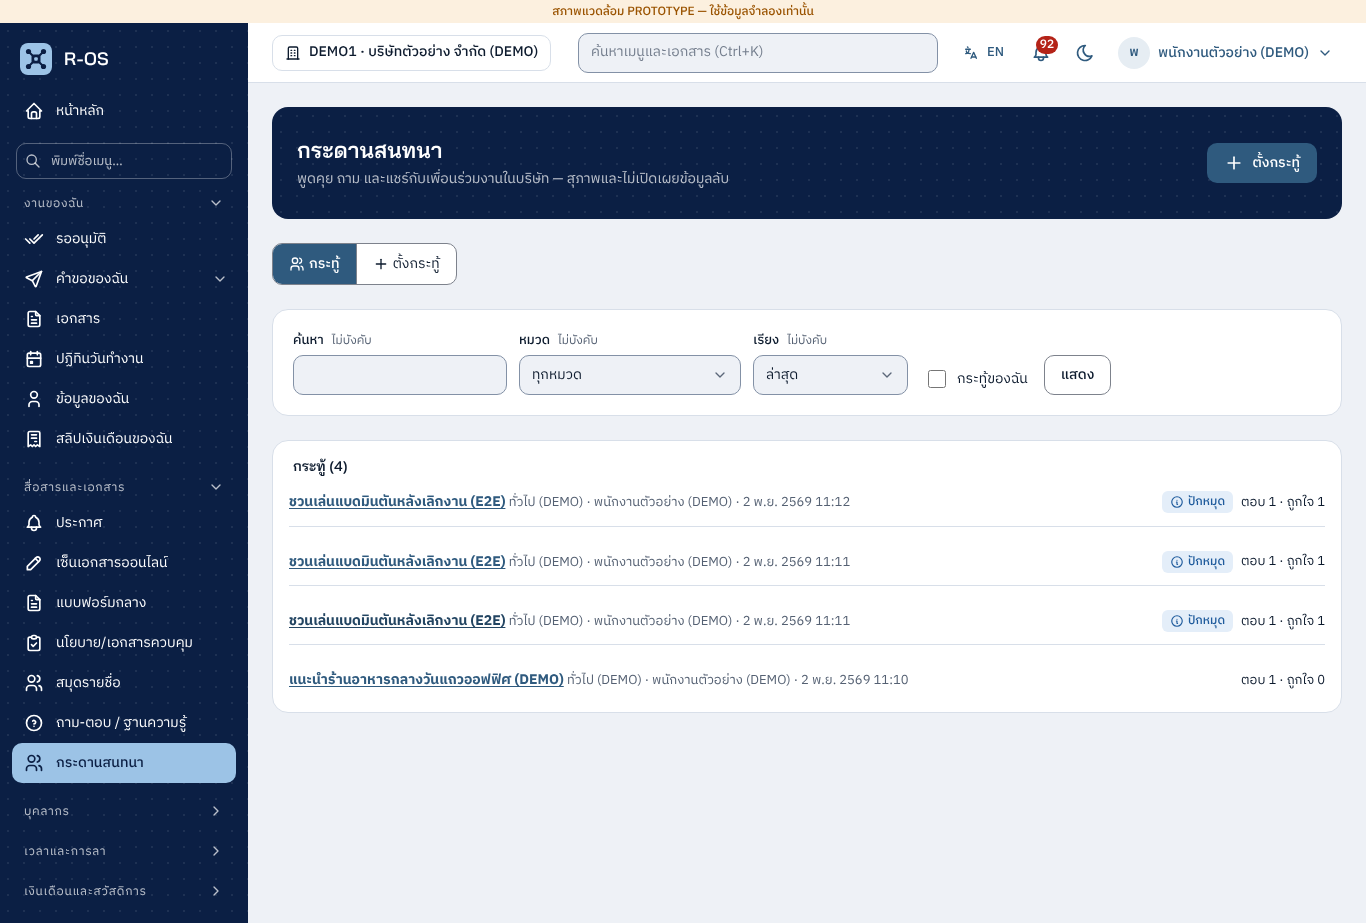 สภาพแวดล้อม PROTOTYPE — ใช้ข้อมูลจำลองเท่านั้น
R-OS
DEMO1 · บริษัทตัวอย่าง จำกัด (DEMO)
ค้นหาเมนูและเอกสาร (Ctrl+K)
EN
92
พ
พนักงานตัวอย่าง (DEMO)
หน้าหลัก
พิมพ์ชื่อเมนู...
งานของฉัน
รออนุมัติ
คำขอของฉัน
เอกสาร
ปฏิทินวันทำงาน
ข้อมูลของฉัน
สลิปเงินเดือนของฉัน
สื่อสารและเอกสาร
ประกาศ
เซ็นเอกสารออนไลน์
แบบฟอร์มกลาง
นโยบาย/เอกสารควบคุม
สมุดรายชื่อ
ถาม-ตอบ / ฐานความรู้
กระดานสนทนา
บุคลากร
เวลาและการลา
เงินเดือนและสวัสดิการ
กระดานสนทนา
พูดคุย ถาม และแชร์กับเพื่อนร่วมงานในบริษัท — สุภาพและไม่เปิดเผยข้อมูลลับ
ตั้งกระทู้
กระทู้
ตั้งกระทู้
ค้นหา ไม่บังคับ
หมวด ไม่บังคับ
ทุกหมวด
เรียง ไม่บังคับ
ล่าสุด
กระทู้ของฉัน
แสดง
กระทู้ (4)
ชวนเล่นแบดมินตันหลังเลิกงาน (E2E) ทั่วไป (DEMO) · พนักงานตัวอย่าง (DEMO) · 2 พ.ย. 2569 11:12 ปักหมุด ตอบ 1 · ถูกใจ 1
ชวนเล่นแบดมินตันหลังเลิกงาน (E2E) ทั่วไป (DEMO) · พนักงานตัวอย่าง (DEMO) · 2 พ.ย. 2569 11:11 ปักหมุด ตอบ 1 · ถูกใจ 1
ชวนเล่นแบดมินตันหลังเลิกงาน (E2E) ทั่วไป (DEMO) · พนักงานตัวอย่าง (DEMO) · 2 พ.ย. 2569 11:11 ปักหมุด ตอบ 1 · ถูกใจ 1
แนะนำร้านอาหารกลางวันแถวออฟฟิศ (DEMO) ทั่วไป (DEMO) · พนักงานตัวอย่าง (DEMO) · 2 พ.ย. 2569 11:10 ตอบ 1 · ถูกใจ 0